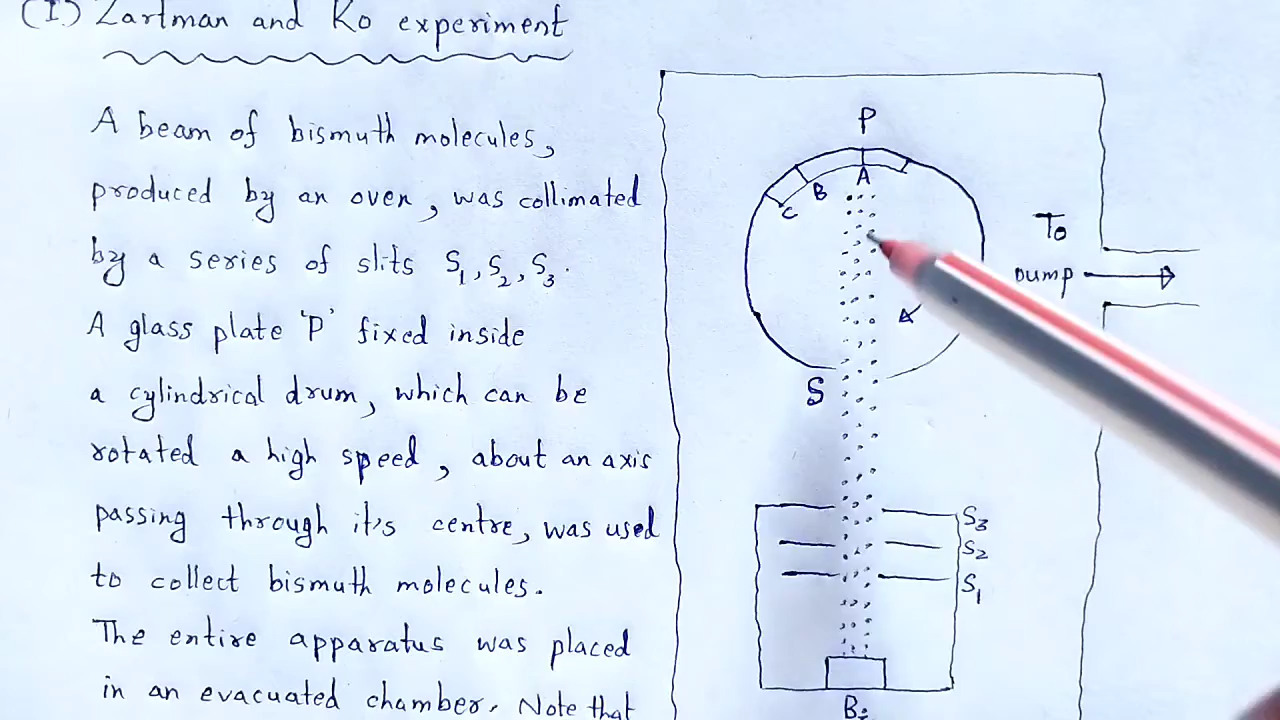 (I) Zartman and Ko experiment
A beam of bismuth molecules,
produced by an oven, was collimated
by a series of slits S1, S2, S3.
A glass plate 'P' fixed inside
a cylindrical drum, which can be
rotated a high speed, about an axis
passing through it's centre, was used
to collect bismuth molecules.
The entire apparatus was placed
in an evacuated chamber. Note that
P
A
B
C
To
pump
S
S3
S2
S1
Bi